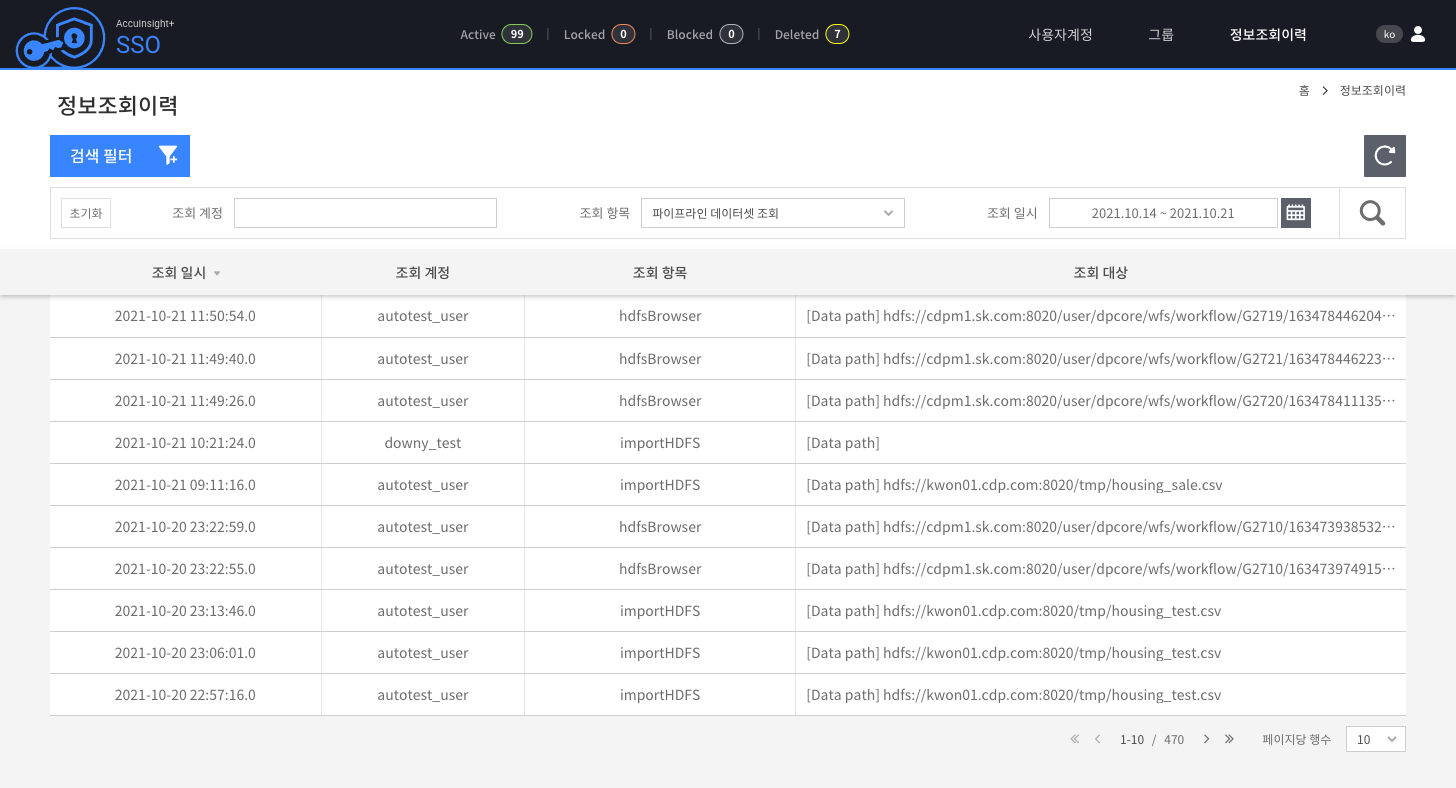 AccuInsight+
SSO
Active 99 | Locked 0 | Blocked 0 | Deleted 7
사용자계정 그룹 정보조회이력 ko
홈 > 정보조회이력
정보조회이력
검색 필터
초기화 조회 계정 조회 항목 파이프라인 데이터셋 조회 조회 일시 2021.10.14 ~ 2021.10.21
조회 일시 조회 계정 조회 항목 조회 대상
2021-10-21 11:50:54.0 autotest_user hdfsBrowser [Data path] hdfs://cdpm1.sk.com:8020/user/dpcore/wfs/workflow/G2719/163478446204···
2021-10-21 11:49:40.0 autotest_user hdfsBrowser [Data path] hdfs://cdpm1.sk.com:8020/user/dpcore/wfs/workflow/G2721/163478446223···
2021-10-21 11:49:26.0 autotest_user hdfsBrowser [Data path] hdfs://cdpm1.sk.com:8020/user/dpcore/wfs/workflow/G2720/163478411135···
2021-10-21 10:21:24.0 downy_test importHDFS [Data path]
2021-10-21 09:11:16.0 autotest_user importHDFS [Data path] hdfs://kwon01.cdp.com:8020/tmp/housing_sale.csv
2021-10-20 23:22:59.0 autotest_user hdfsBrowser [Data path] hdfs://cdpm1.sk.com:8020/user/dpcore/wfs/workflow/G2710/163473938532···
2021-10-20 23:22:55.0 autotest_user hdfsBrowser [Data path] hdfs://cdpm1.sk.com:8020/user/dpcore/wfs/workflow/G2710/163473974915···
2021-10-20 23:13:46.0 autotest_user importHDFS [Data path] hdfs://kwon01.cdp.com:8020/tmp/housing_test.csv
2021-10-20 23:06:01.0 autotest_user importHDFS [Data path] hdfs://kwon01.cdp.com:8020/tmp/housing_test.csv
2021-10-20 22:57:16.0 autotest_user importHDFS [Data path] hdfs://kwon01.cdp.com:8020/tmp/housing_test.csv
1-10 / 470 페이지당 행수 10